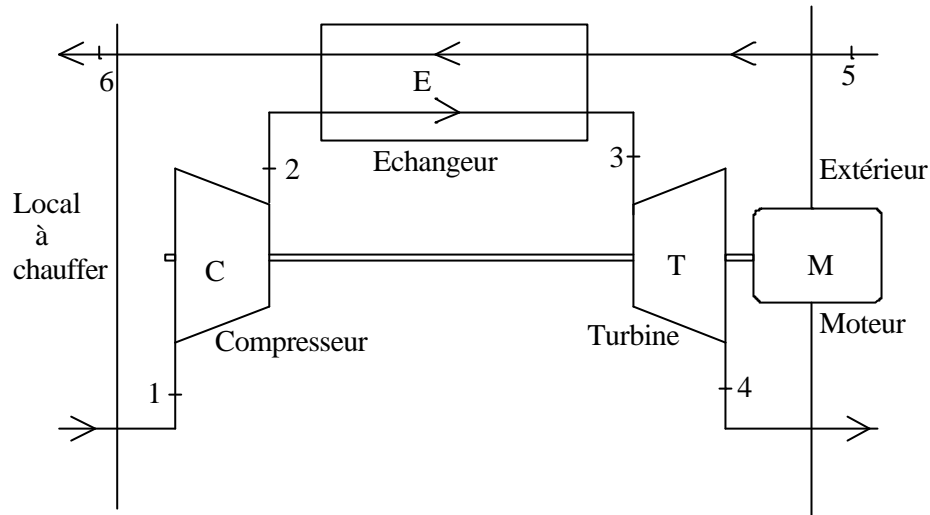 6
5
E
2
Echangeur
3
Extérieur
Local
à
chauffer
C
T
M
Compresseur
Turbine
Moteur
1
4